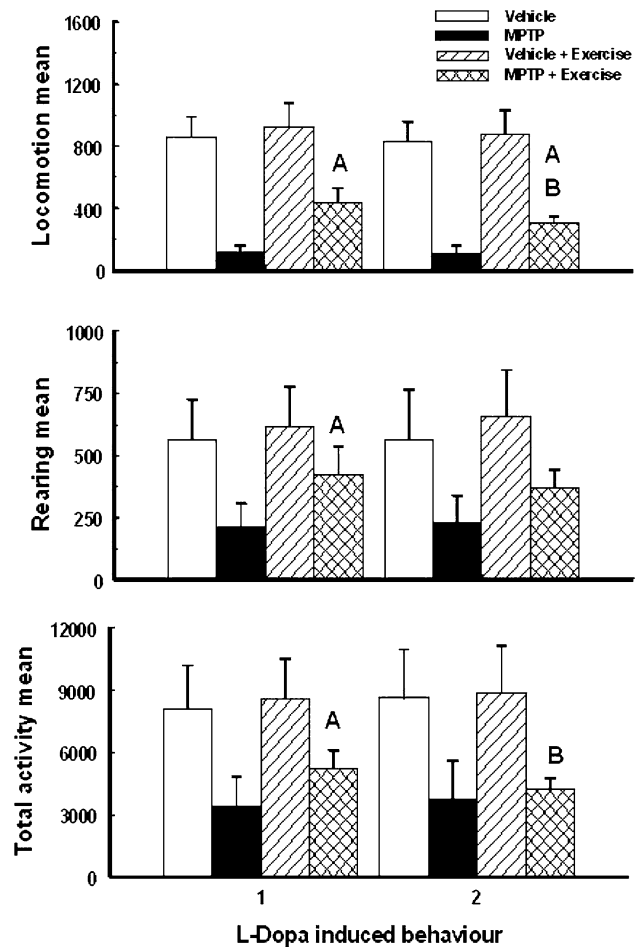 Vehicle
MPTP
Vehicle + Exercise
MPTP + Exercise
Locomotion mean
1600
1200
800
400
0
A
A
B
Rearing mean
1000
750
500
250
0
A
Total activity mean
12000
9000
6000
3000
0
A
B
1
2
L-Dopa induced behaviour